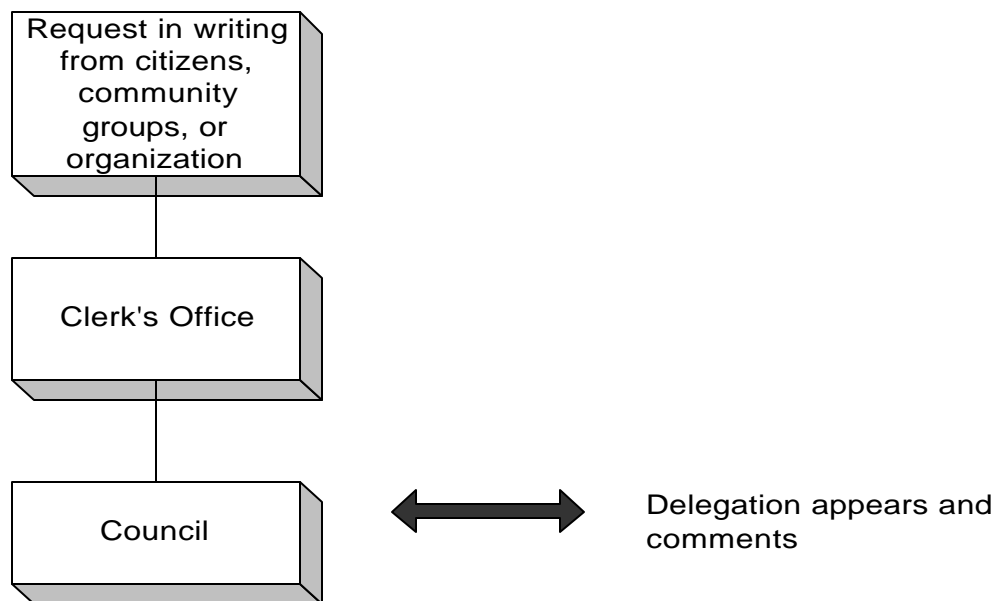 Request in writing
from citizens,
community
groups, or
organization
Clerk's Office
Council
Delegation appears and
comments